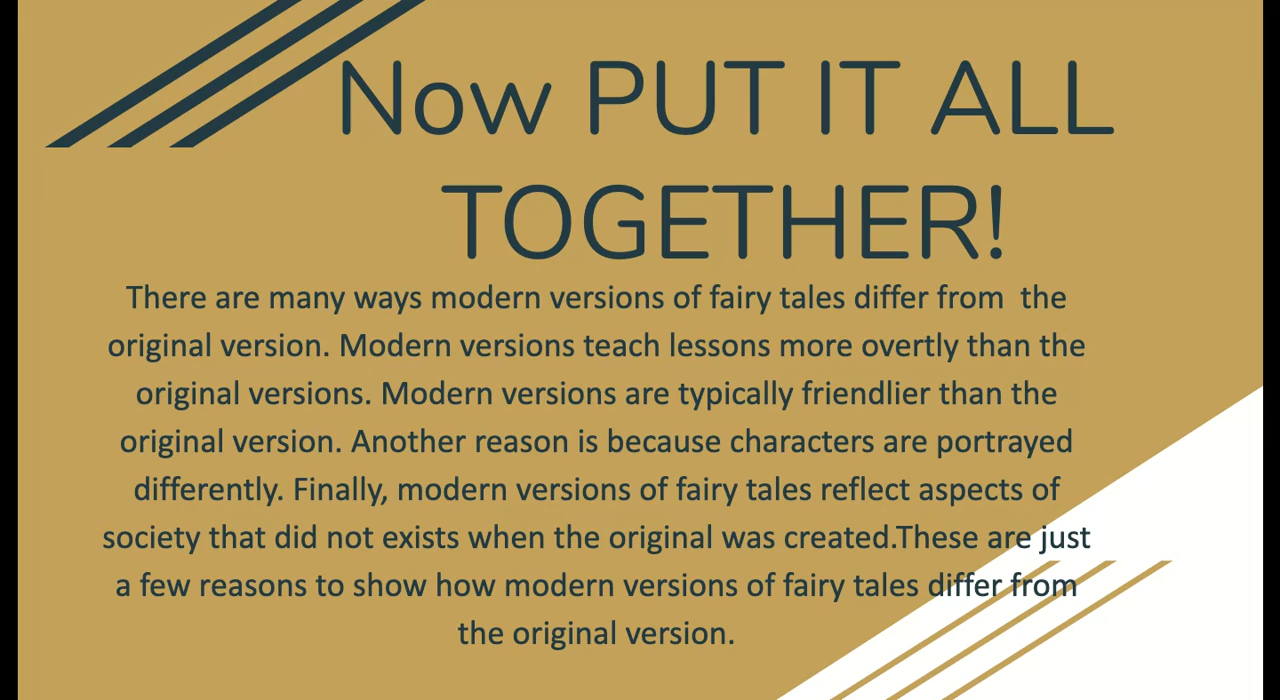 Now PUT IT ALL
TOGETHER!
There are many ways modern versions of fairy tales differ from  the
original version. Modern versions teach lessons more overtly than the
original versions. Modern versions are typically friendlier than the
original version. Another reason is because characters are portrayed
differently. Finally, modern versions of fairy tales reflect aspects of
society that did not exists when the original was created.These are just
a few reasons to show how modern versions of fairy tales differ from
the original version.